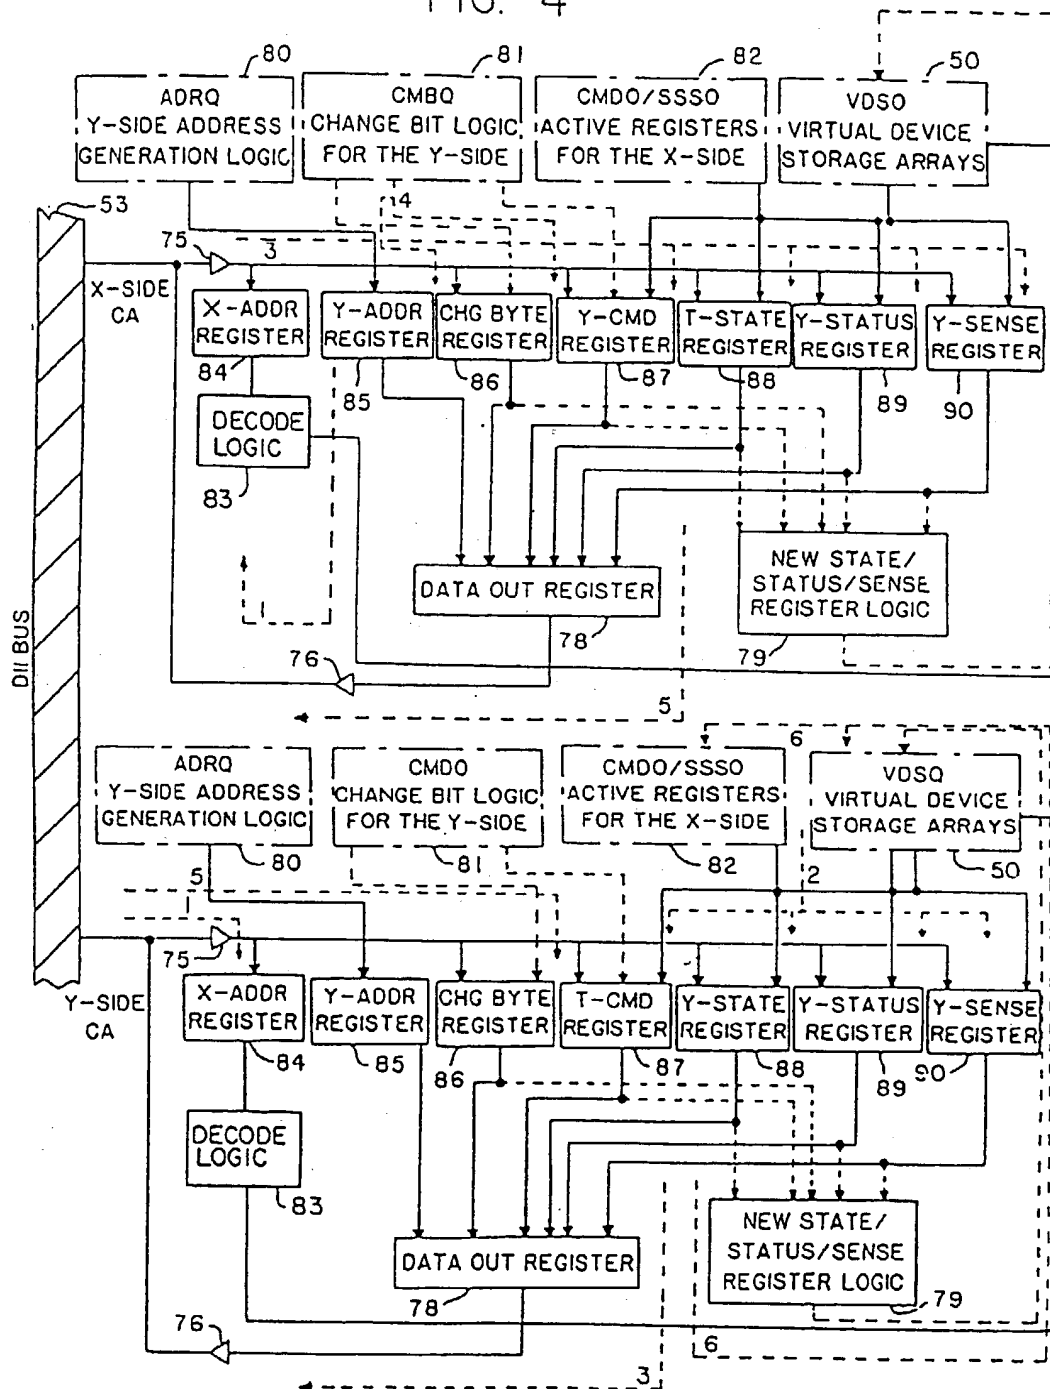 FIG. 4
80
81
82
50
ADRQ
Y-SIDE ADDRESS
GENERATION LOGIC
CMBQ
CHANGE BIT LOGIC
FOR THE Y-SIDE
CMDO/SSSO
ACTIVE REGISTERS
FOR THE X-SIDE
VDSO
VIRTUAL DEVICE
STORAGE ARRAYS
53
75
3
4
X-SIDE
CA
X-ADDR
REGISTER
Y-ADDR
REGISTER
CHG BYTE
REGISTER
Y-CMD
REGISTER
T-STATE
REGISTER
Y-STATUS
REGISTER
Y-SENSE
REGISTER
84
85
86
87
88
89
90
DECODE
LOGIC
83
1
DATA OUT REGISTER
78
NEW STATE/
STATUS/SENSE
REGISTER LOGIC
79
76
5
DII BUS
6
ADRQ
Y-SIDE ADDRESS
GENERATION LOGIC
CMDO
CHANGE BIT LOGIC
FOR THE Y-SIDE
CMDO/SSSO
ACTIVE REGISTERS
FOR THE X-SIDE
VDSQ
VIRTUAL DEVICE
STORAGE ARRAYS
80
81
82
50
5
1
2
75
Y-SIDE
CA
X-ADDR
REGISTER
Y-ADDR
REGISTER
CHG BYTE
REGISTER
T-CMD
REGISTER
Y-STATE
REGISTER
Y-STATUS
REGISTER
Y-SENSE
REGISTER
84
85
86
87
88
89
90
DECODE
LOGIC
83
DATA OUT REGISTER
78
NEW STATE/
STATUS/SENSE
REGISTER LOGIC
79
76
6
3